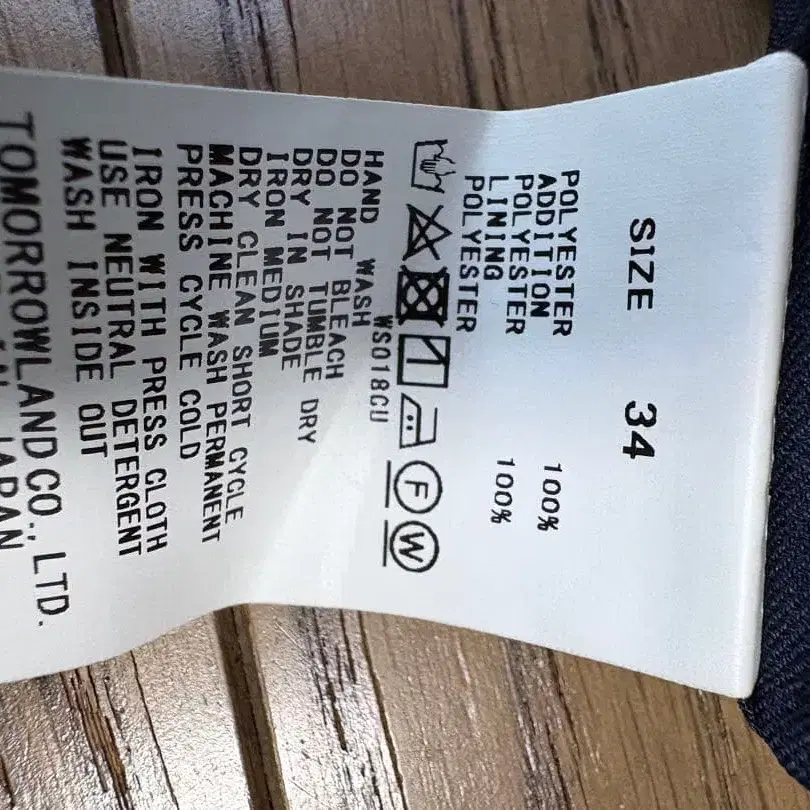 SIZE 34
POLYESTER 100%
ADDITION
POLYESTER 100%
LINING
POLYESTER
F W
WS018CU
HAND WASH
DO NOT BLEACH
DO NOT TUMBLE DRY
DRY IN SHADE
IRON MEDIUM
DRY CLEAN SHORT CYCLE
MACHINE WASH PERMANENT
PRESS CYCLE COLD
IRON WITH PRESS CLOTH
USE NEUTRAL DETERGENT
WASH INSIDE OUT
TOMORROWLAND CO., LTD.
JAPAN